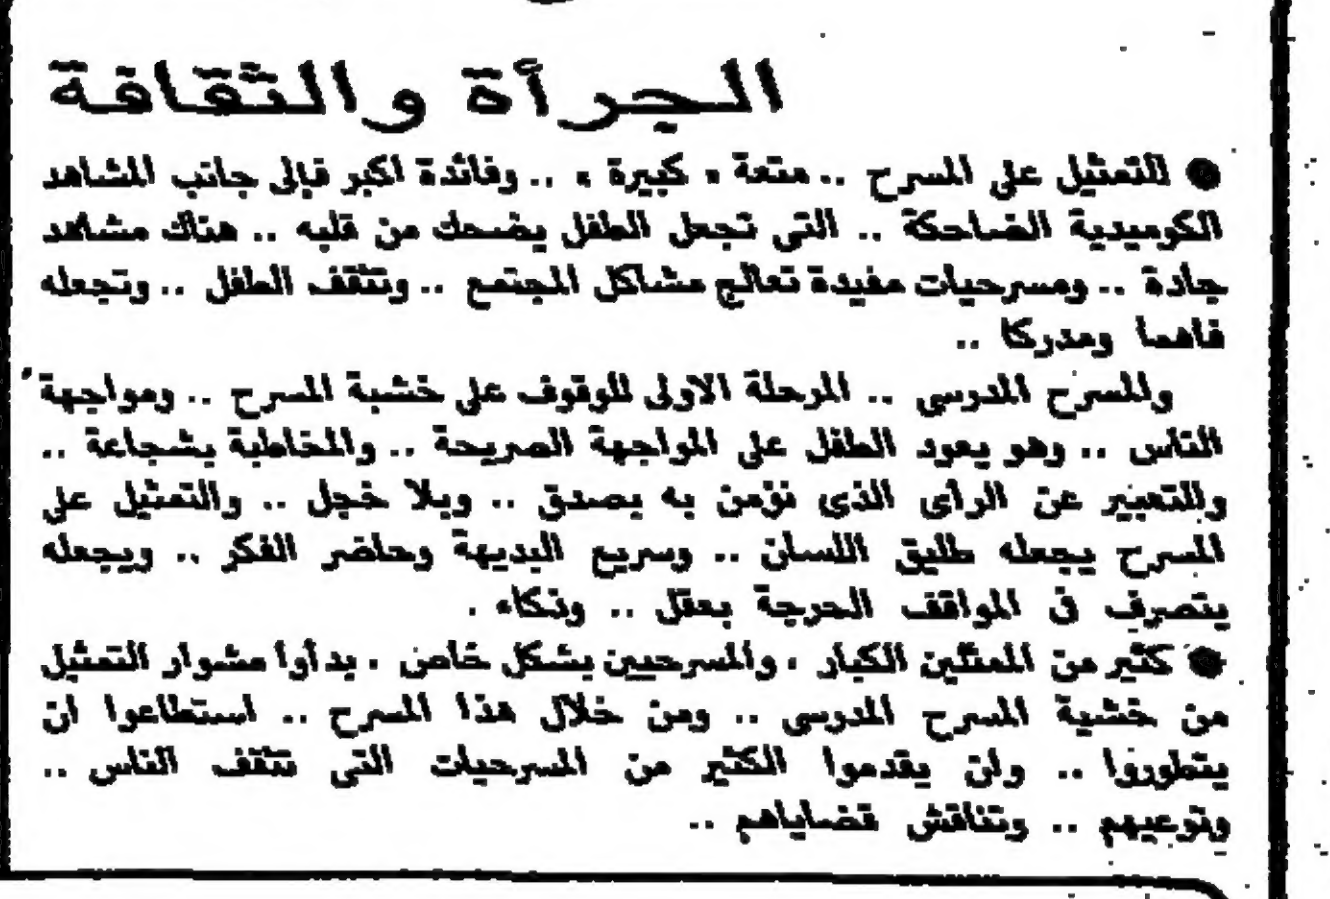 الجرأة والثقافة
● للتمثيل على المسرح .. متعة « كبيرة » .. وفائدة اكبر فإلى جانب المشاهد
الكوميدية الضاحكة .. التى تجعل الطفل يضحك من قلبه .. هناك مشاهد
جادة .. ومسرحيات مفيدة تعالج مشاكل المجتمع .. وتثقف الطفل .. وتجعله
فاهما ومدركا ..
والمسرح المدرسى .. المرحلة الاولى للوقوف على خشبة المسرح .. ومواجهة
الناس .. وهو يعود الطفل على المواجهة الصريحة .. والمخاطبة بشجاعة ..
وللتعبير عن الرأى الذى نؤمن به بصدق .. وبلا خجل .. والتمثيل على
المسرح يجعله طليق اللسان .. وسريع البديهة وحاضر الفكر .. ويجعله
يتصرف فى المواقف الحرجة بعقل .. وذكاء .
● كثير من الممثلين الكبار ، والمسرحيين بشكل خاص . بدأوا مشوار التمثيل
من خشبة المسرح المدرسى .. ومن خلال هذا المسرح .. استطاعوا ان
يتطوروا .. وان يقدموا الكثير من المسرحيات التى تثقف الناس ..
وتوعيهم .. وتناقش قضاياهم ..